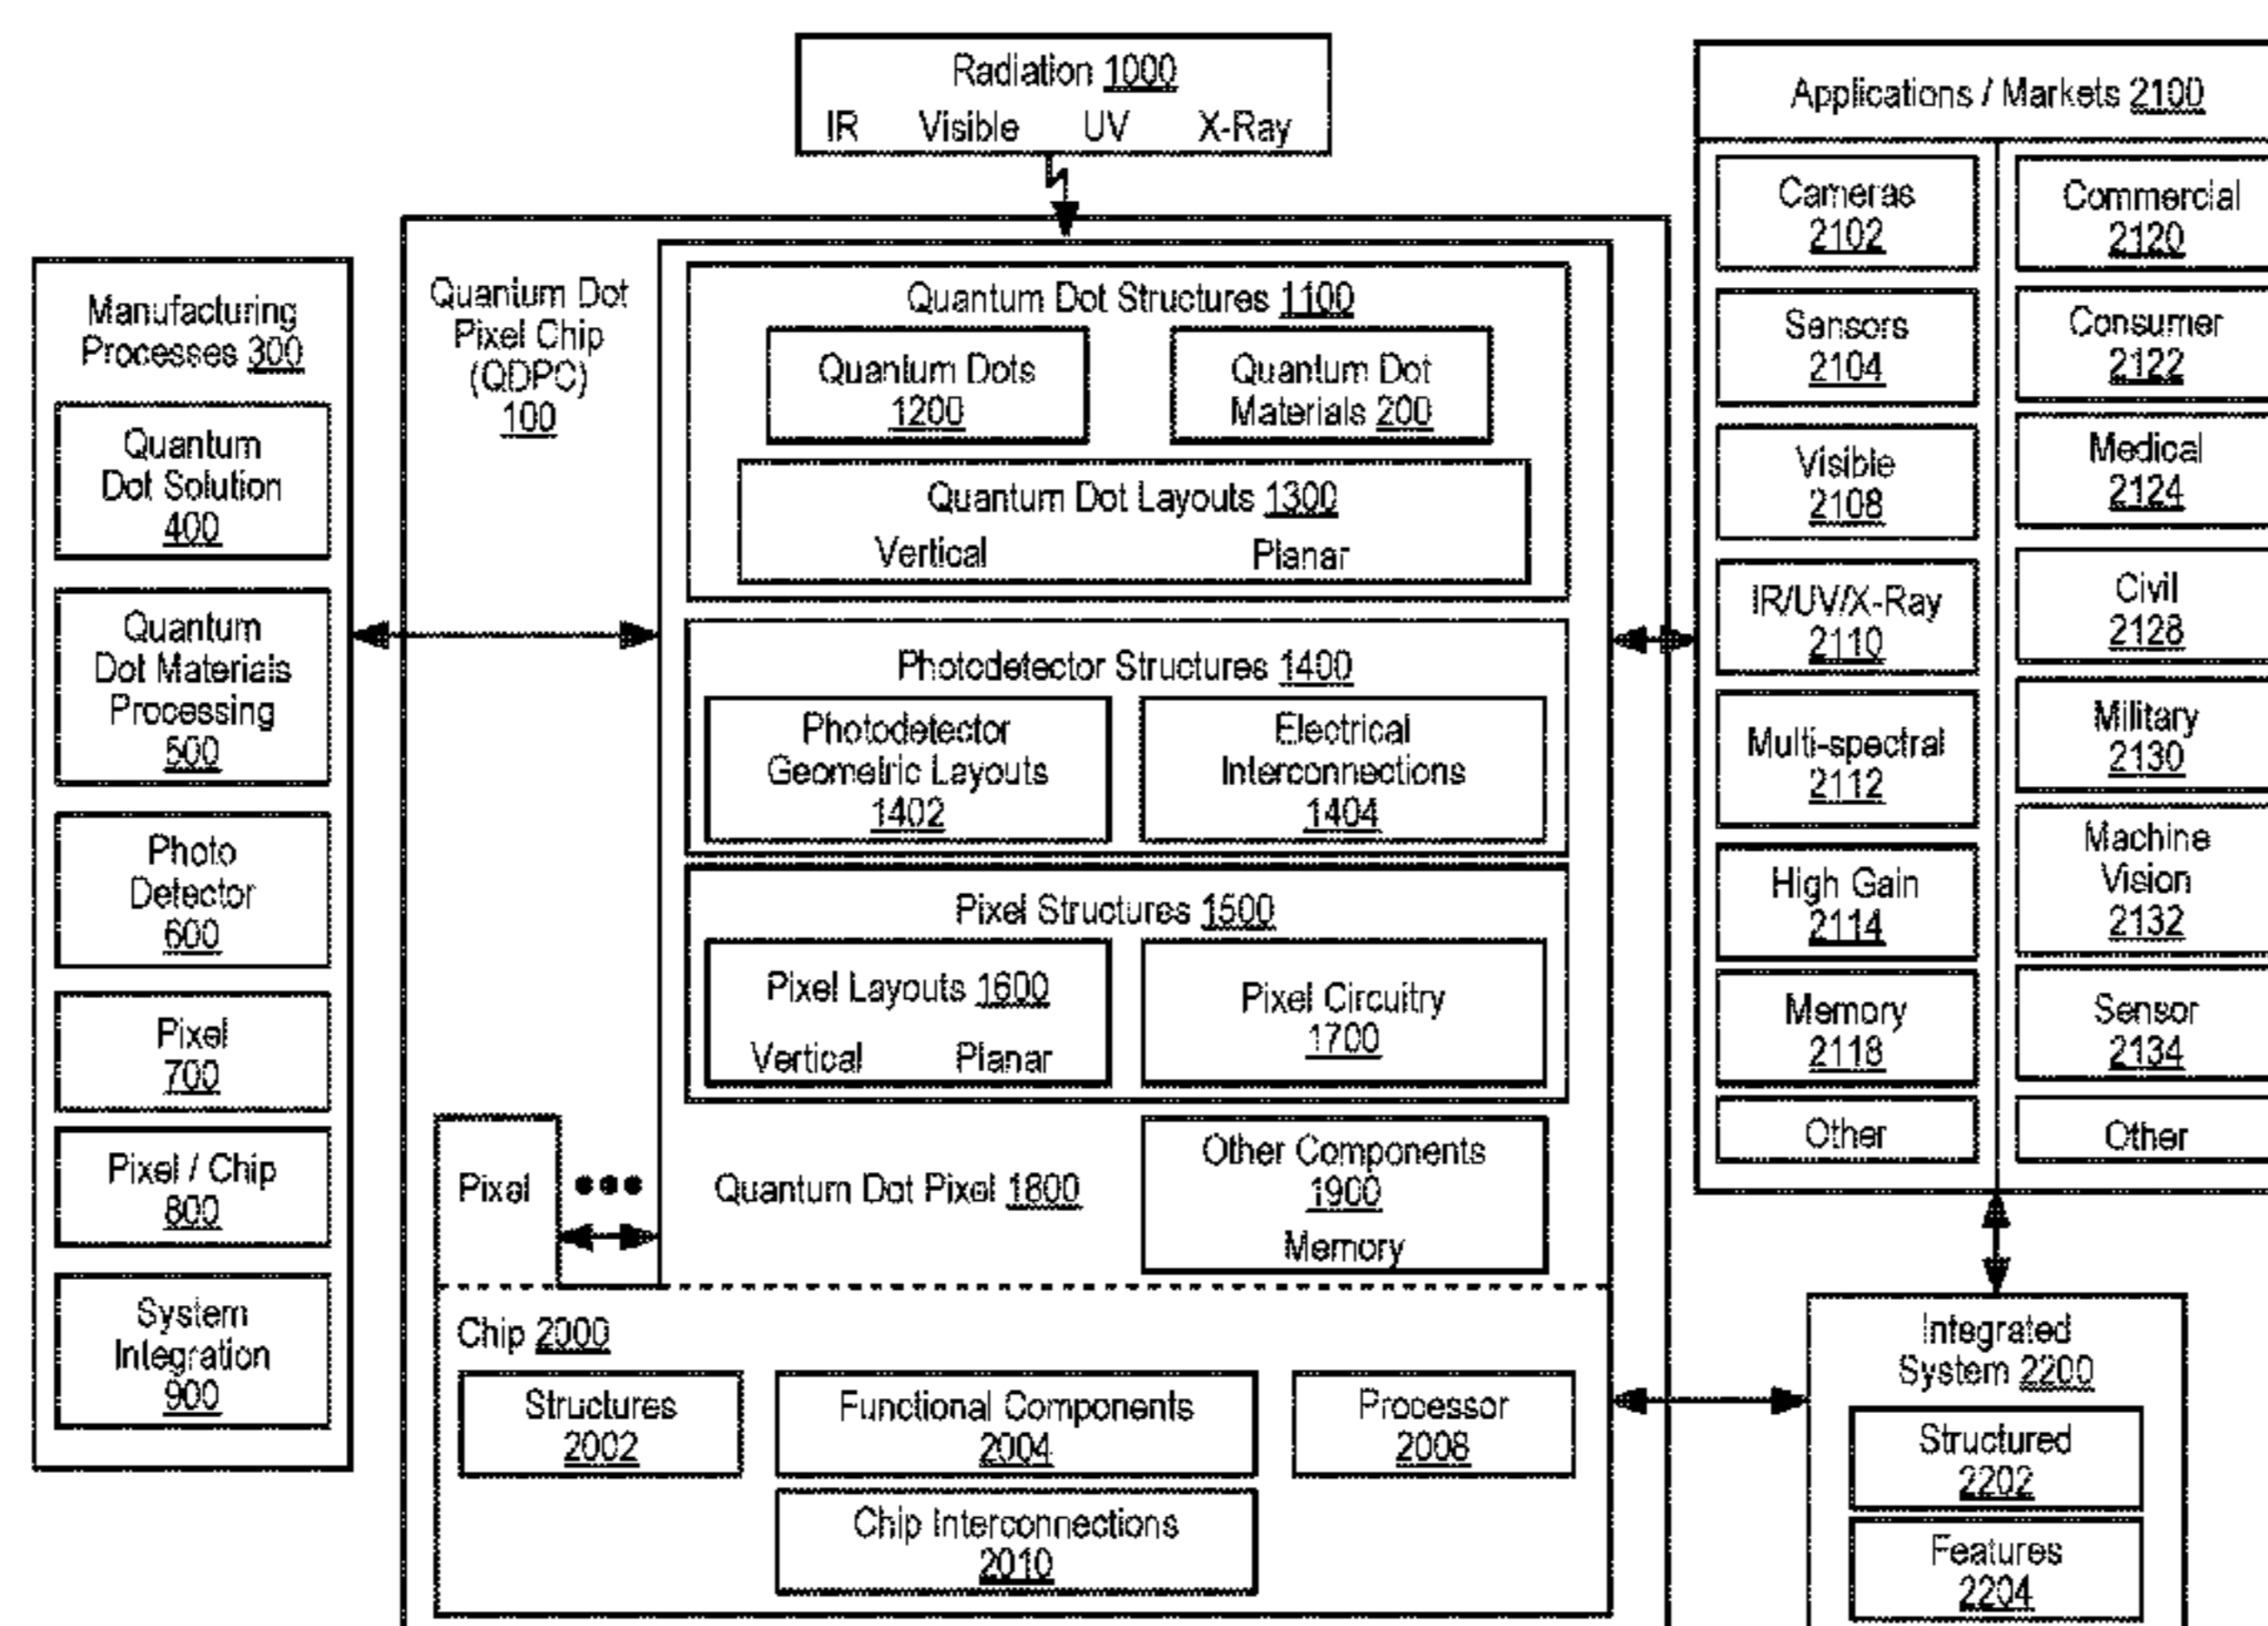 Radiation 1000
IR Visible UV X-Ray
Manufacturing
Processes 300
Quantum
Dot Solution
400
Quantum
Dot Materials
Processing
500
Photo
Detector
600
Pixel
700
Pixel / Chip
800
System
Integration
900
Quantum Dot
Pixel Chip
(QDPC)
100
Quantum Dot Structures 1100
Quantum Dots
1200
Quantum Dot
Materials 200
Quantum Dot Layouts 1300
Vertical Planar
Photodetector Structures 1400
Photodetector
Geometric Layouts
1402
Electrical
Interconnections
1404
Pixel Structures 1500
Pixel Layouts 1600
Vertical Planar
Pixel Circuitry
1700
Pixel
Quantum Dot Pixel 1800
Other Components
1900
Memory
Chip 2000
Structures
2002
Functional Components
2004
Processor
2008
Chip Interconnections
2010
Applications / Markets 2100
Cameras
2102
Sensors
2104
Visible
2108
IR/UV/X-Ray
2110
Multi-spectral
2112
High Gain
2114
Memory
2118
Other
Commercial
2120
Consumer
2122
Medical
2124
Civil
2128
Military
2130
Machine
Vision
2132
Sensor
2134
Other
Integrated
System 2200
Structured
2202
Features
2204